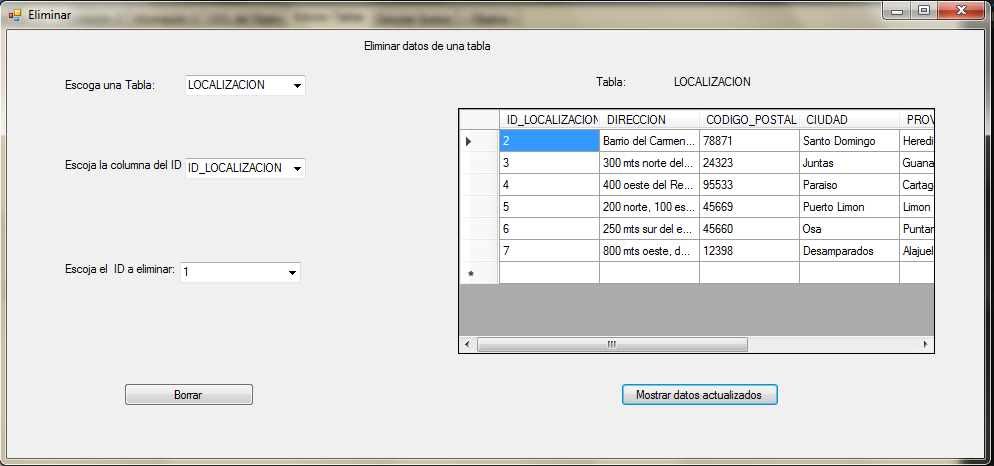 Eliminar
Eliminar datos de una tabla
Escoga una Tabla: LOCALIZACION
Tabla: LOCALIZACION
Escoja la columna del ID ID_LOCALIZACION
Escoja el ID a eliminar: 1
ID_LOCALIZACION DIRECCION CODIGO_POSTAL CIUDAD PROV
2 Barrio del Carmen... 78871 Santo Domingo Heredi
3 300 mts norte del... 24323 Juntas Guana
4 400 oeste del Re... 95533 Paraiso Cartag
5 200 norte, 100 es... 45669 Puerto Limon Limon
6 250 mts sur del e... 45660 Osa Puntar
7 800 mts oeste, d... 12398 Desamparados Alajuel
Borrar
Mostrar datos actualizados